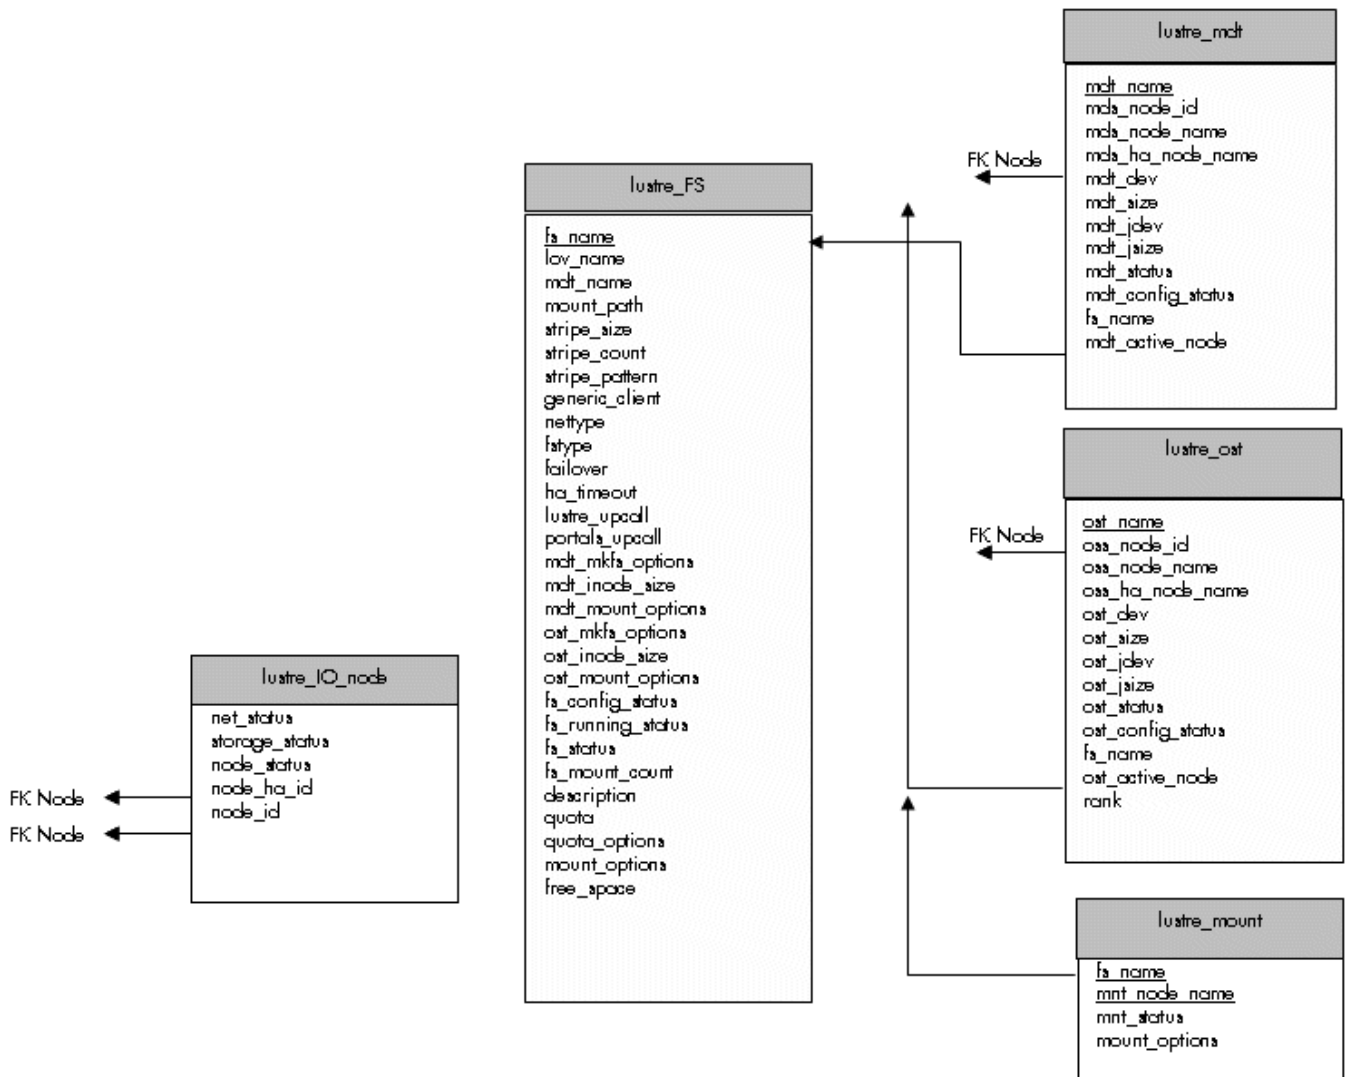 lustre_mdt
mdt_name
mds_node_id
mds_node_name
mds_ha_node_name
mdt_dev
mdt_size
mdt_jdev
mdt_jsize
mdt_status
mdt_config_status
fs_name
mdt_active_node
FK Node
lustre_FS
fs_name
lov_name
mdt_name
mount_path
stripe_size
stripe_count
stripe_pattern
generic_client
nettype
fstype
failover
ha_timeout
lustre_upcall
portals_upcall
mdt_mkfs_options
mdt_inode_size
mdt_mount_options
ost_mkfs_options
ost_inode_size
ost_mount_options
fs_config_status
fs_running_status
fs_status
fs_mount_count
description
quota
quota_options
mount_options
free_space
lustre_ost
FK Node
ost_name
oss_node_id
oss_node_name
oss_ha_node_name
ost_dev
ost_size
ost_jdev
ost_jsize
ost_status
ost_config_status
fs_name
ost_active_node
rank
lustre_IO_node
net_status
storage_status
node_status
node_ha_id
node_id
FK Node
FK Node
lustre_mount
fs_name
mnt_node_name
mnt_status
mount_options